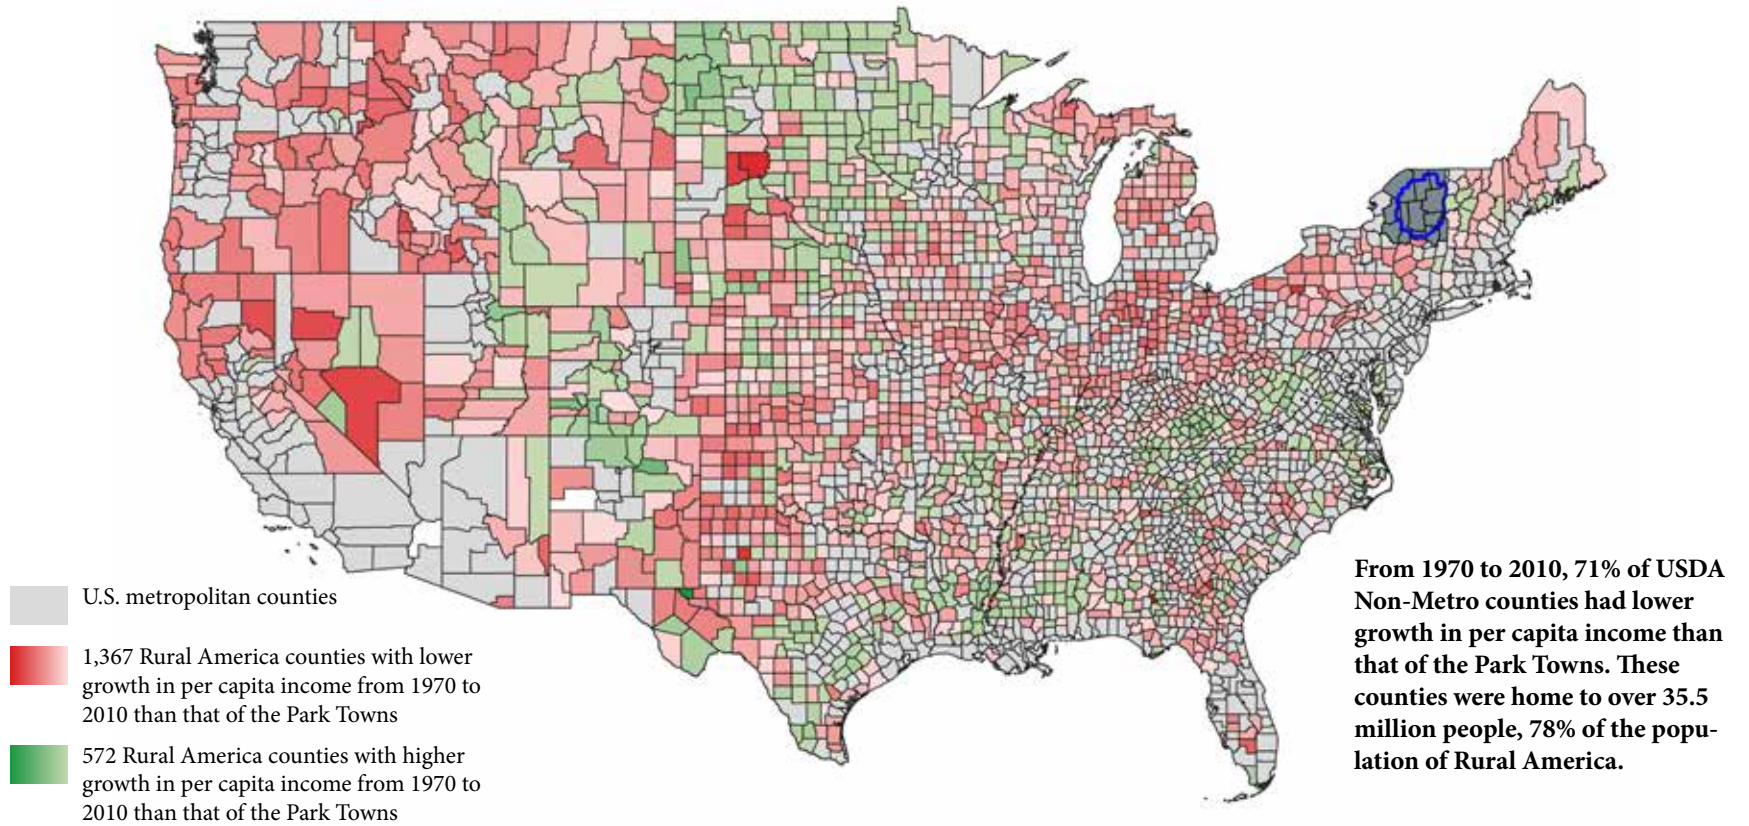 U.S. metropolitan counties
1,367 Rural America counties with lower
growth in per capita income from 1970 to
2010 than that of the Park Towns
572 Rural America counties with higher
growth in per capita income from 1970 to
2010 than that of the Park Towns
From 1970 to 2010, 71% of USDA
Non-Metro counties had lower
growth in per capita income than
that of the Park Towns. These
counties were home to over 35.5
million people, 78% of the popu-
lation of Rural America.